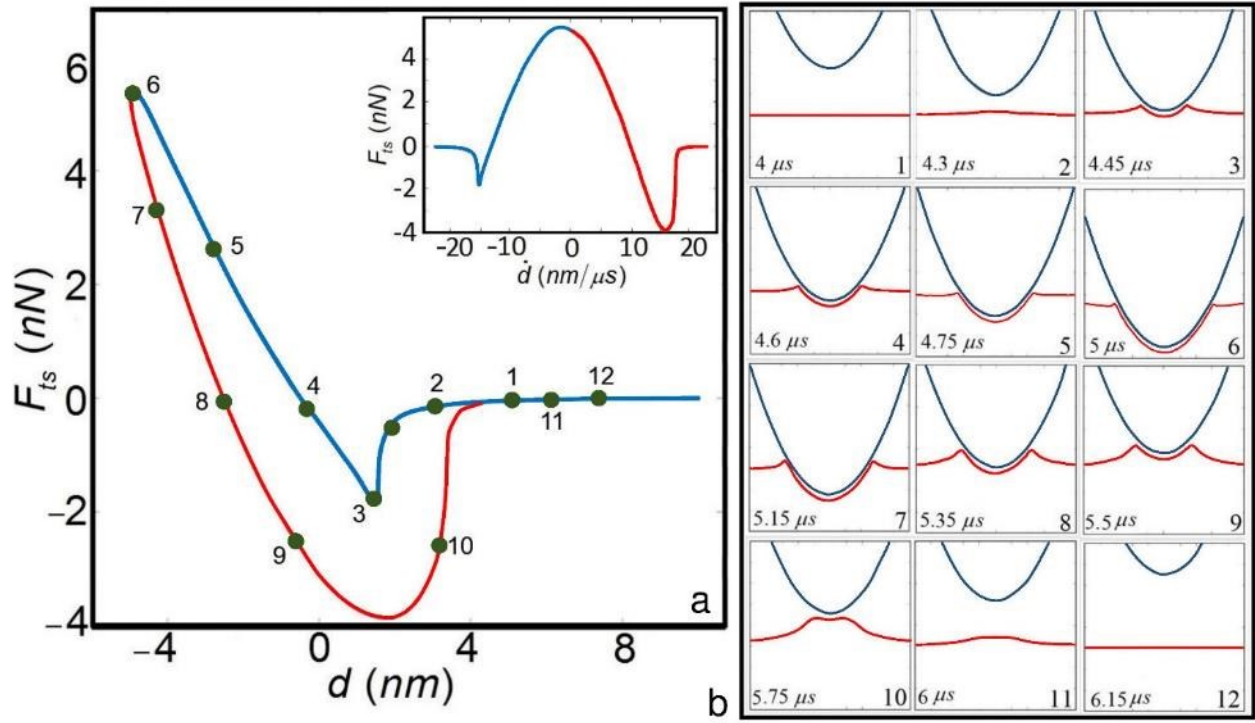 6
4
2
0
−2
−4
F_ts (nN)
−4
0
4
8
d (nm)
1
2
3
4
5
6
7
8
9
10
11
12
a
4
2
0
-2
-4
F_ts (nN)
-20
-10
0
10
20
ḋ (nm/μs)
b
4 μs 1
4.3 μs 2
4.45 μs 3
4.6 μs 4
4.75 μs 5
5 μs 6
5.15 μs 7
5.35 μs 8
5.5 μs 9
5.75 μs 10
6 μs 11
6.15 μs 12